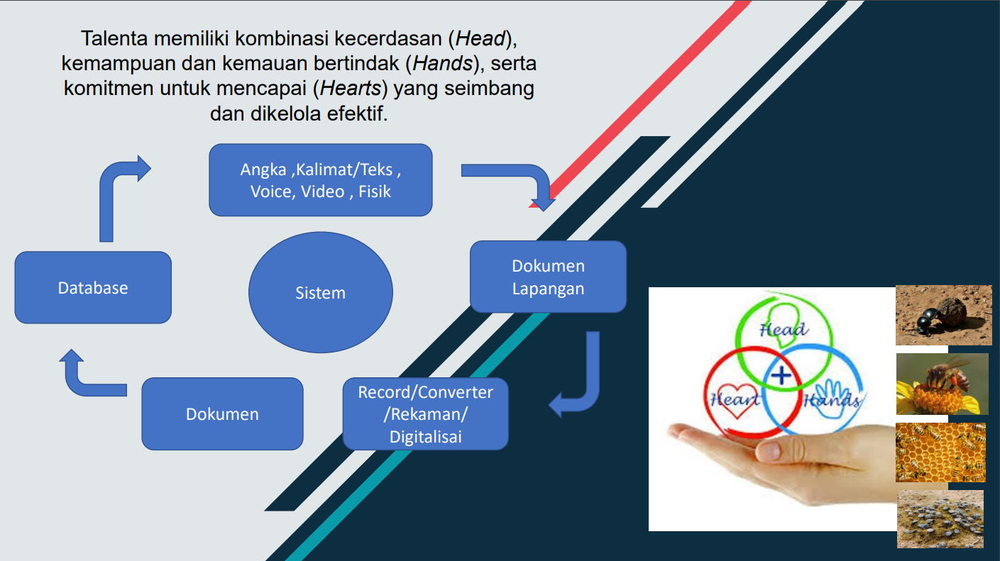 Talenta memiliki kombinasi kecerdasan (Head),
kemampuan dan kemauan bertindak (Hands), serta
komitmen untuk mencapai (Hearts) yang seimbang
dan dikelola efektif.
Angka ,Kalimat/Teks ,
Voice, Video , Fisik
Dokumen
Lapangan
Database
Sistem
Record/Converter
/Rekaman/
Digitalisai
Dokumen
Head
Heart
Hands